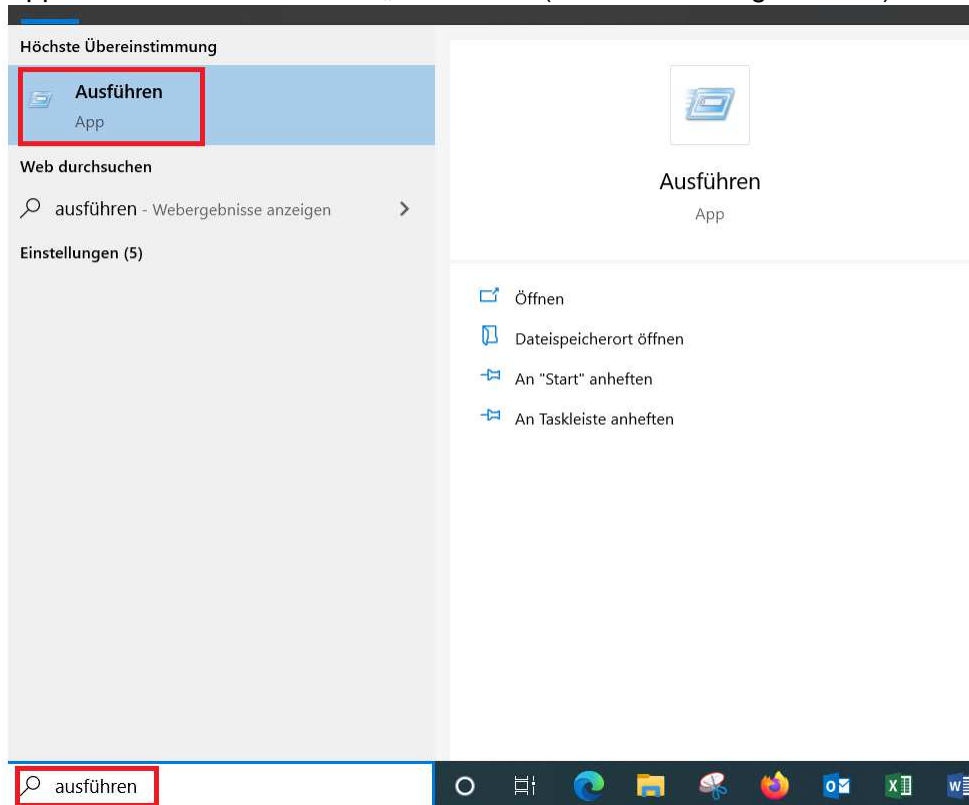 Höchste Übereinstimmung
Ausführen
App
Web durchsuchen
ausführen - Webergebnisse anzeigen
Einstellungen (5)
Ausführen
App
Öffnen
Dateispeicherort öffnen
An "Start" anheften
An Taskleiste anheften
ausführen